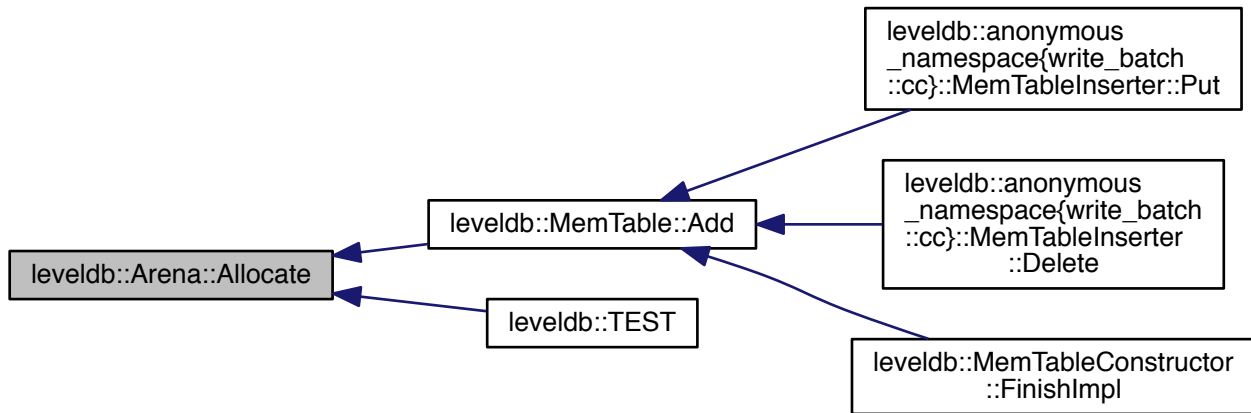 leveldb::anonymous
_namespace{write_batch
::cc}::MemTableInserter::Put
leveldb::anonymous
_namespace{write_batch
::cc}::MemTableInserter
::Delete
leveldb::MemTable::Add
leveldb::Arena::Allocate
leveldb::TEST
leveldb::MemTableConstructor
::FinishImpl